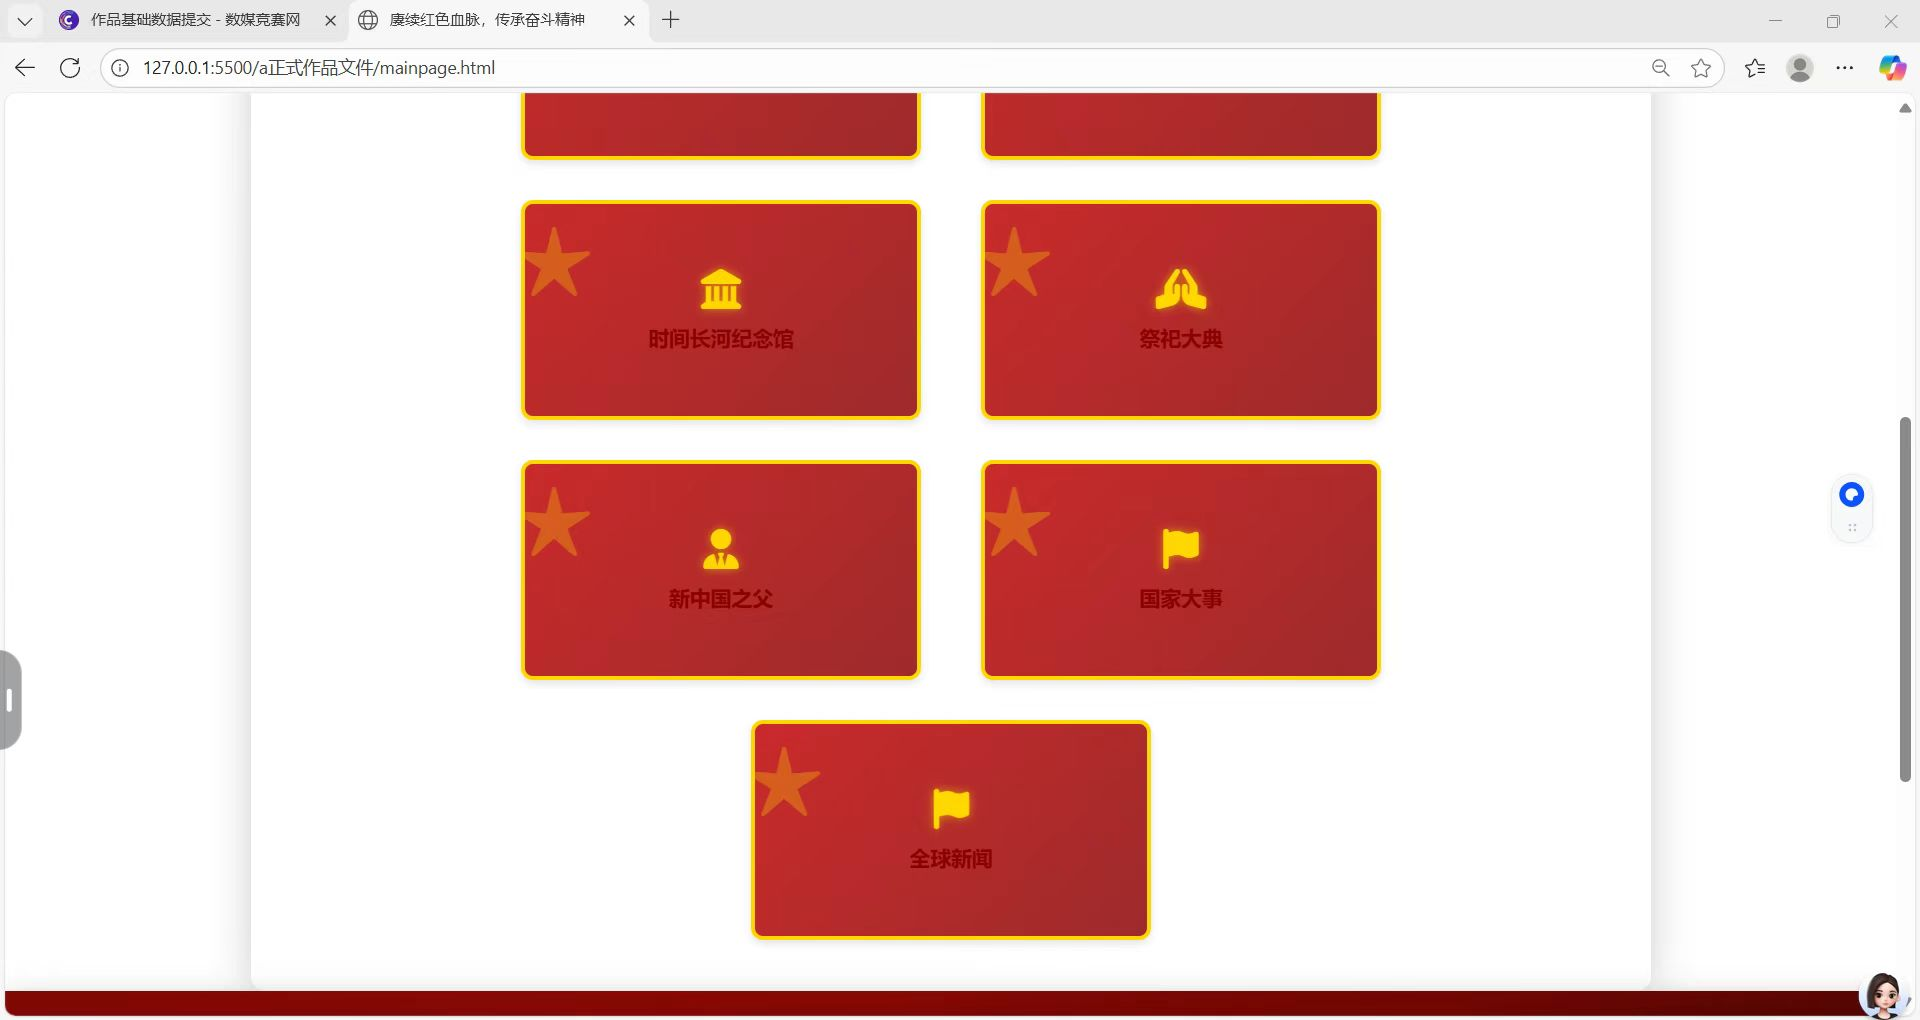 作品基础数据提交 - 数媒竞赛网
赓续红色血脉，传承奋斗精神
127.0.0.1:5500/a正式作品文件/mainpage.html
时间长河纪念馆
祭祀大典
新中国之父
国家大事
全球新闻